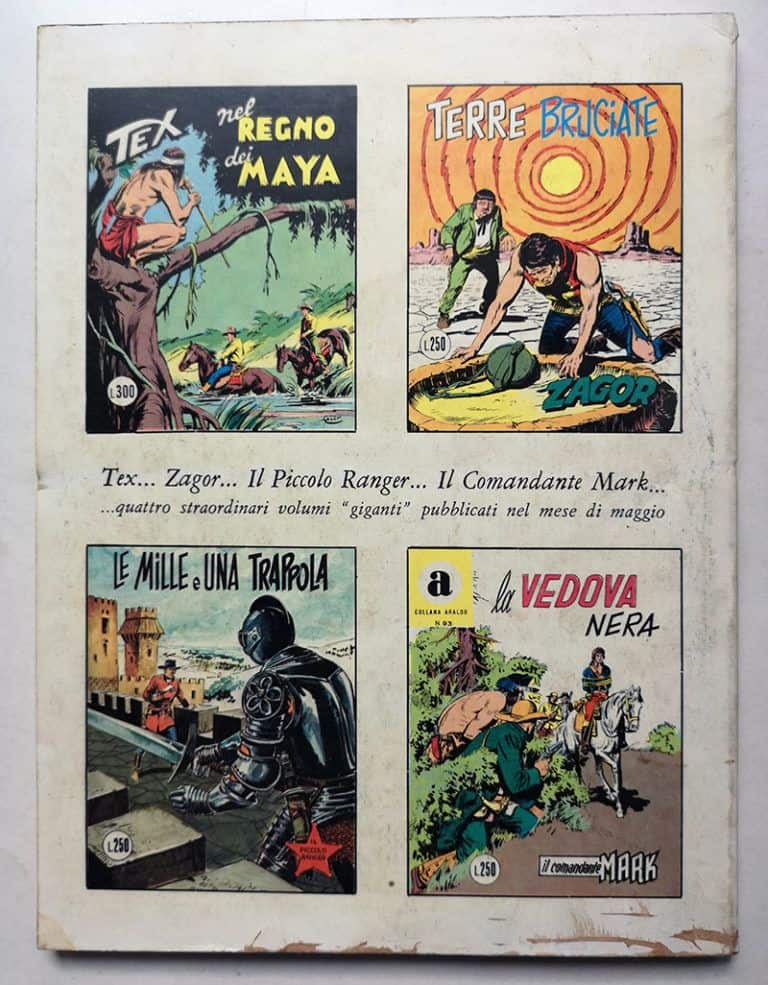 TEX
nel
REGNO
dei
MAYA
L.300
TERRE BRUCIATE
L.250
ZAGOR
Tex... Zagor... Il Piccolo Ranger... Il Comandante Mark...
...quattro straordinari volumi "giganti" pubblicati nel mese di maggio
LE MILLE e UNA TRAPPOLA
L.250
IL
PICCOLO
RANGER
a
COLLANA ARALDO
N 93
la VEDOVA
NERA
L.250
il comandante MARK